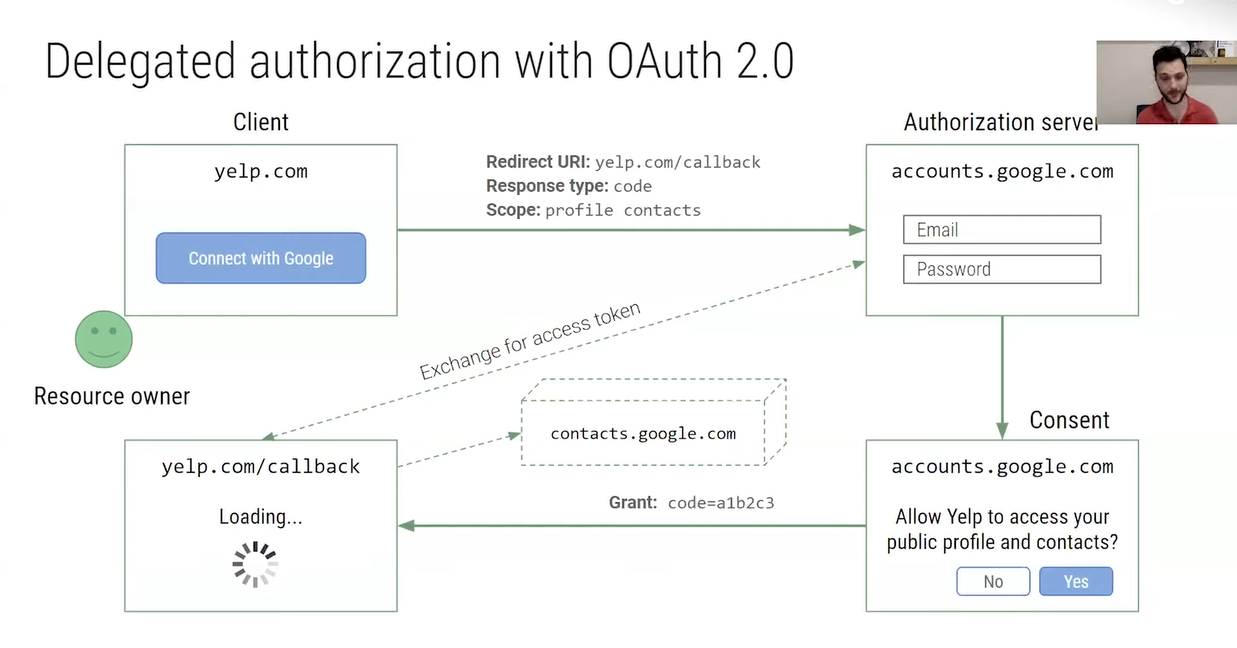 Delegated authorization with OAuth 2.0
Client
yelp.com
Connect with Google
Redirect URI: yelp.com/callback
Response type: code
Scope: profile contacts
Authorization server
accounts.google.com
Email
Password
Exchange for access token
Resource owner
contacts.google.com
Consent
yelp.com/callback
Loading...
Grant: code=a1b2c3
accounts.google.com
Allow Yelp to access your
public profile and contacts?
No
Yes